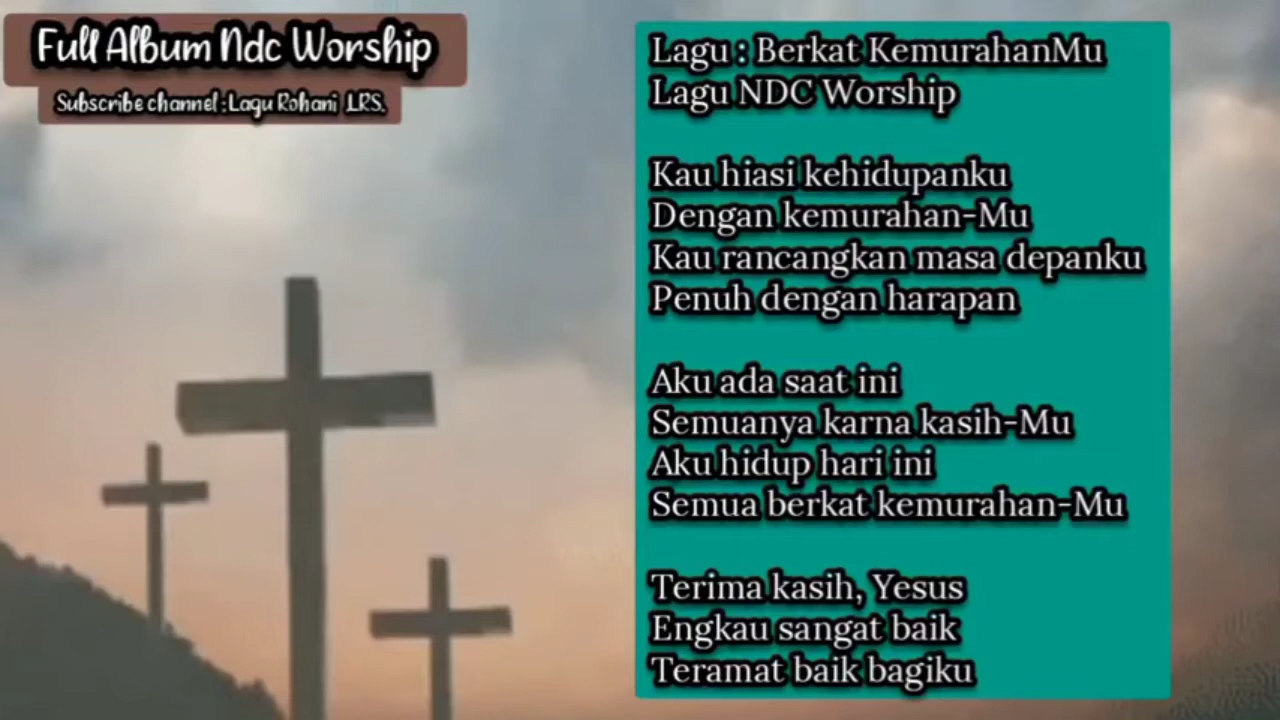 Full Album Ndc Worship
Subscribe channel : Lagu Rohani LRS.
Lagu : Berkat KemurahanMu
Lagu NDC Worship
Kau hiasi kehidupanku
Dengan kemurahan-Mu
Kau rancangkan masa depanku
Penuh dengan harapan
Aku ada saat ini
Semuanya karna kasih-Mu
Aku hidup hari ini
Semua berkat kemurahan-Mu
Terima kasih, Yesus
Engkau sangat baik
Teramat baik bagiku